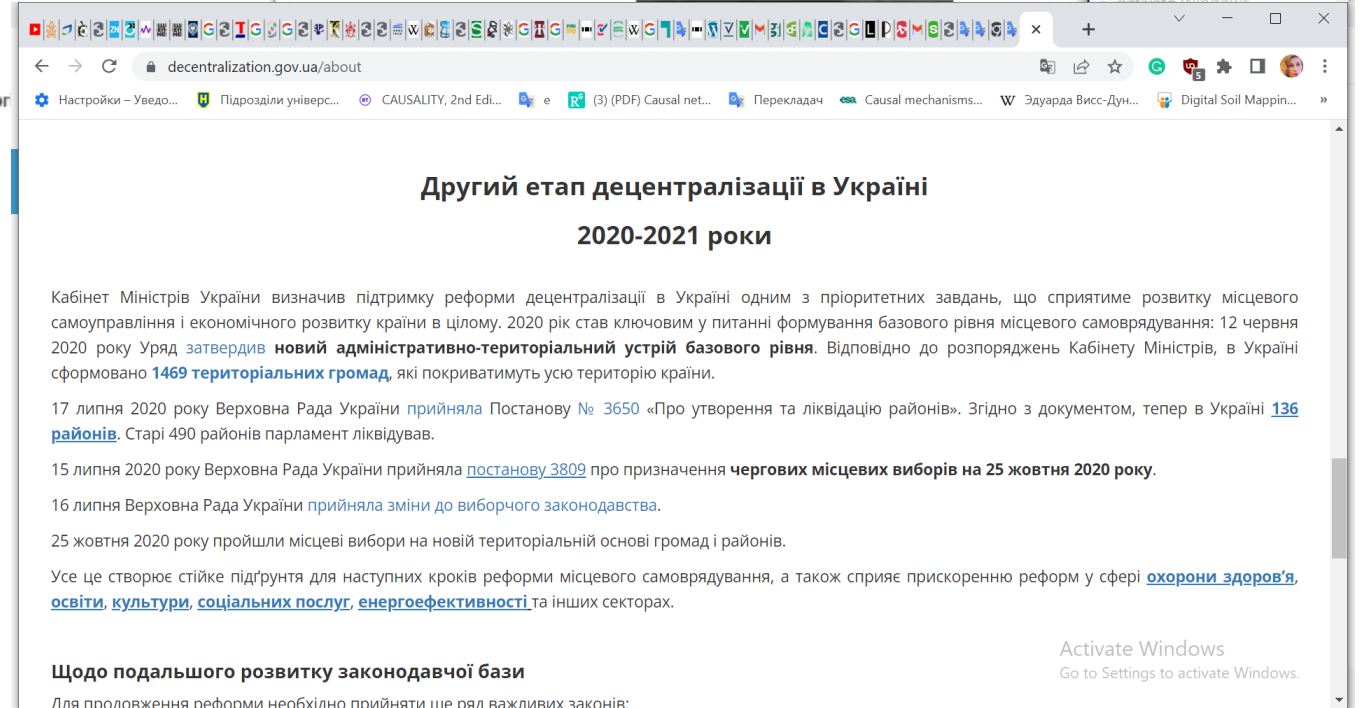 decentralization.gov.ua/about
5
Настройки – Уведо...
Підрозділи універс...
CAUSALITY, 2nd Edi...
e
(3) (PDF) Causal net...
Перекладач
Causal mechanisms...
Эдуарда Висс-Дун...
Digital Soil Mappin...
»
Другий етап децентралізації в Україні
2020-2021 роки
Кабінет Міністрів України визначив підтримку реформи децентралізації в Україні одним з пріоритетних завдань, що сприятиме розвитку місцевого
самоуправління і економічного розвитку країни в цілому. 2020 рік став ключовим у питанні формування базового рівня місцевого самоврядування: 12 червня
2020 року Уряд затвердив новий адміністративно-територіальний устрій базового рівня. Відповідно до розпоряджень Кабінету Міністрів, в Україні
сформовано 1469 територіальних громад, які покриватимуть усю територію країни.
17 липня 2020 року Верховна Рада України прийняла Постанову № 3650 «Про утворення та ліквідацію районів». Згідно з документом, тепер в Україні 136
районів. Старі 490 районів парламент ліквідував.
15 липня 2020 року Верховна Рада України прийняла постанову 3809 про призначення чергових місцевих виборів на 25 жовтня 2020 року.
16 липня Верховна Рада України прийняла зміни до виборчого законодавства.
25 жовтня 2020 року пройшли місцеві вибори на новій територіальній основі громад і районів.
Усе це створює стійке підґрунтя для наступних кроків реформи місцевого самоврядування, а також сприяє прискоренню реформ у сфері охорони здоров’я,
освіти, культури, соціальних послуг, енергоефективності та інших секторах.
Activate Windows
Go to Settings to activate Windows.
Щодо подальшого розвитку законодавчої бази
Для продовження реформи необхідно прийняти ще ряд важливих законів: